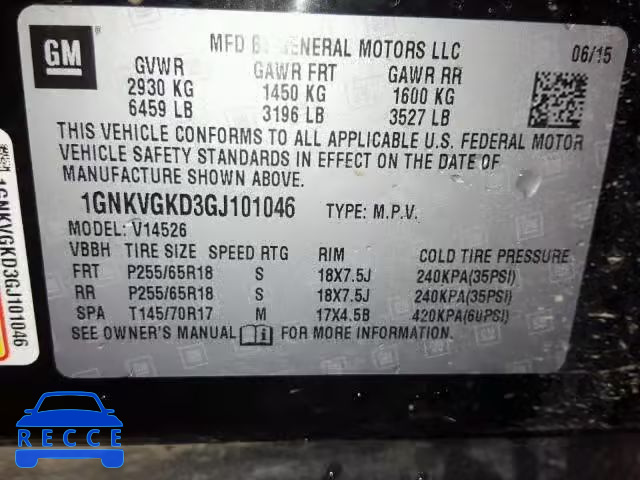 GM
MFD BY GENERAL MOTORS LLC
06/15
GVWR GAWR FRT GAWR RR
2930 KG 1450 KG 1600 KG
6459 LB 3196 LB 3527 LB
THIS VEHICLE CONFORMS TO ALL APPLICABLE U.S. FEDERAL MOTOR
VEHICLE SAFETY STANDARDS IN EFFECT ON THE DATE OF
MANUFACTURE SHOWN ABOVE.
1GNKVGKD3GJ101046 TYPE: M.P.V.
MODEL: V14526
VBBH TIRE SIZE SPEED RTG RIM COLD TIRE PRESSURE
FRT P255/65R18 S 18X7.5J 240KPA(35PSI)
RR P255/65R18 S 18X7.5J 240KPA(35PSI)
SPA T145/70R17 M 17X4.5B 420KPA(60PSI)
SEE OWNER'S MANUAL FOR MORE INFORMATION.
1GNKVGKD3GJ101046
RECCE